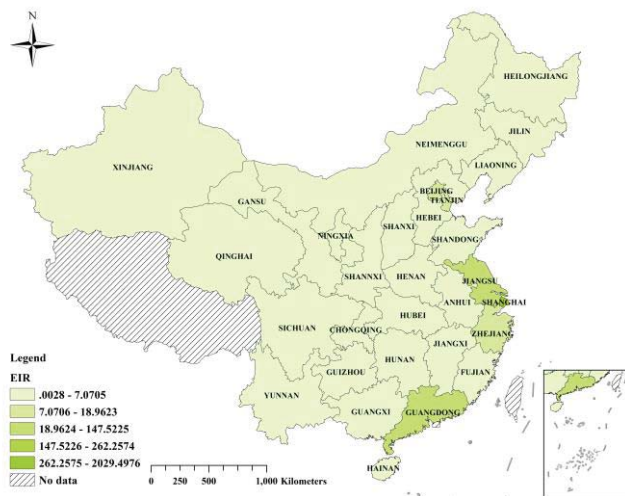 N
HEILONGJIANG
JILIN
NEIMENGGU
LIAONING
XINJIANG
BEIJING
TIANJIN
GANSU
HEBEI
SHANXI
NINGXIA
SHANDONG
QINGHAI
SHANNXI
HENAN
JIANGSU
ANHUI
SHANGHAI
HUBEI
SICHUAN
CHONGQING
ZHEJIANG
JIANGXI
HUNAN
GUIZHOU
FUJIAN
YUNNAN
GUANGXI
GUANGDONG
HAINAN
Legend
EIR
.0028 - 7.0705
7.0706 - 18.9623
18.9624 - 147.5225
147.5226 - 262.2574
262.2575 - 2029.4976
No data
0 250 500 1,000 Kilometers